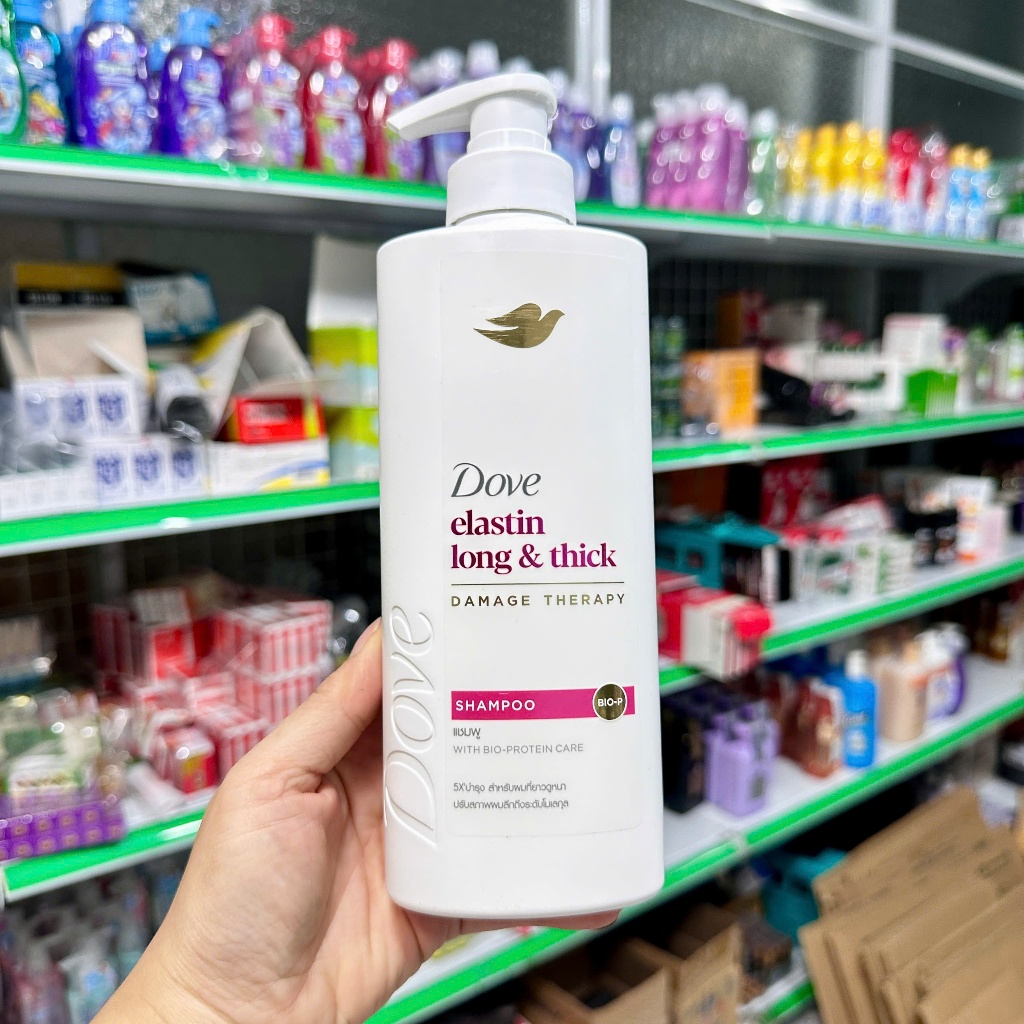 Dove
elastin
long & thick
DAMAGE THERAPY
SHAMPOO
BIO-P
แชมพู
WITH BIO-PROTEIN CARE
5X*บำรุง สำหรับผมที่ยาวดูหนา
ปรับสภาพผมลึกถึงระดับโมเลกุล
Dove